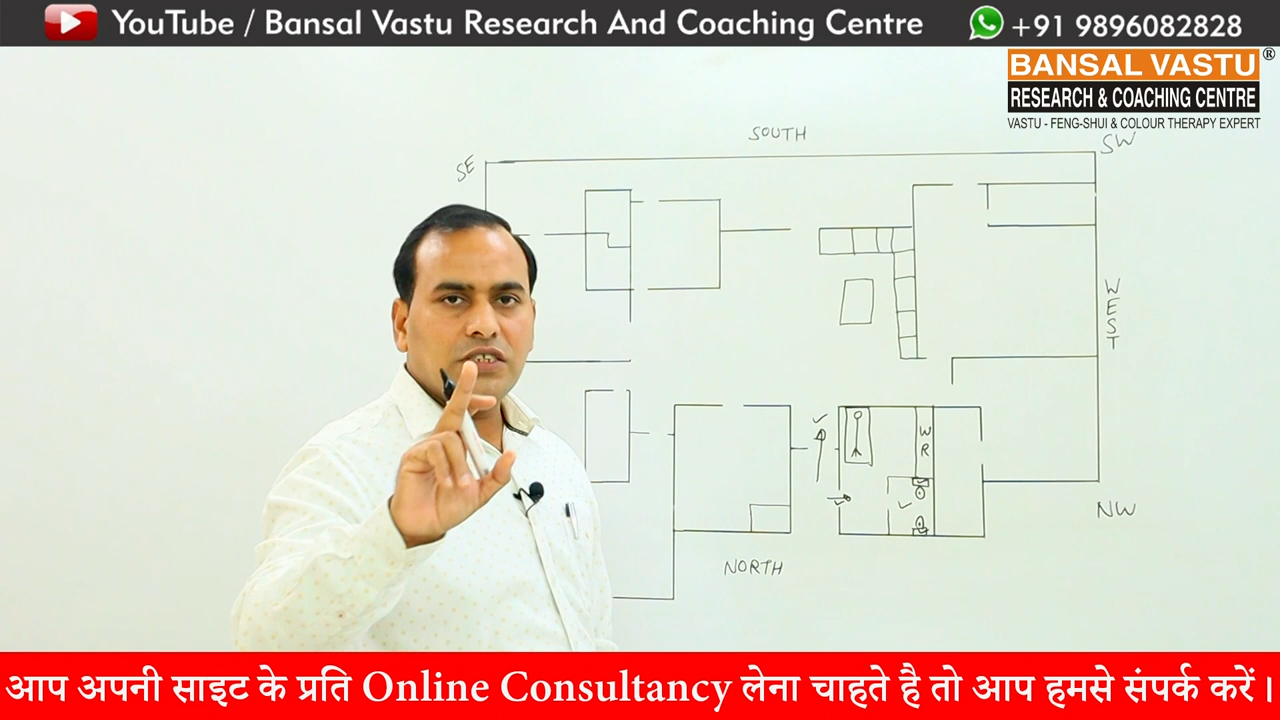 YouTube / Bansal Vastu Research And Coaching Centre
+91 9896082828
BANSAL VASTU®
RESEARCH & COACHING CENTRE
VASTU - FENG-SHUI & COLOUR THERAPY EXPERT
SOUTH
SW
SE
WEST
WR
NW
NORTH
आप अपनी साइट के प्रति Online Consultancy लेना चाहते है तो आप हमसे संपर्क करें।